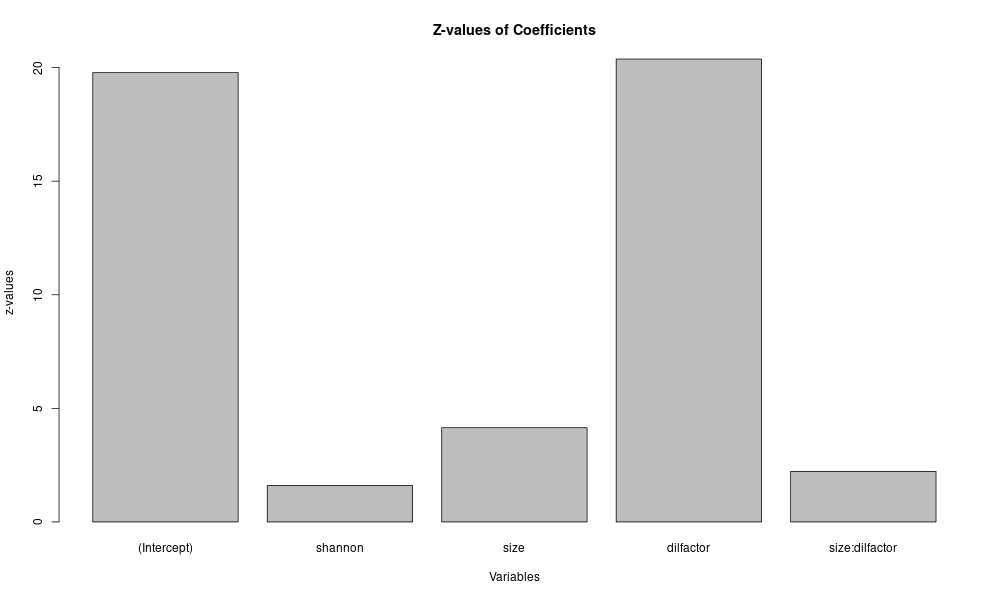 Z-values of Coefficients
z-values
20
15
10
5
0
(Intercept) shannon size dilfactor size:dilfactor
Variables